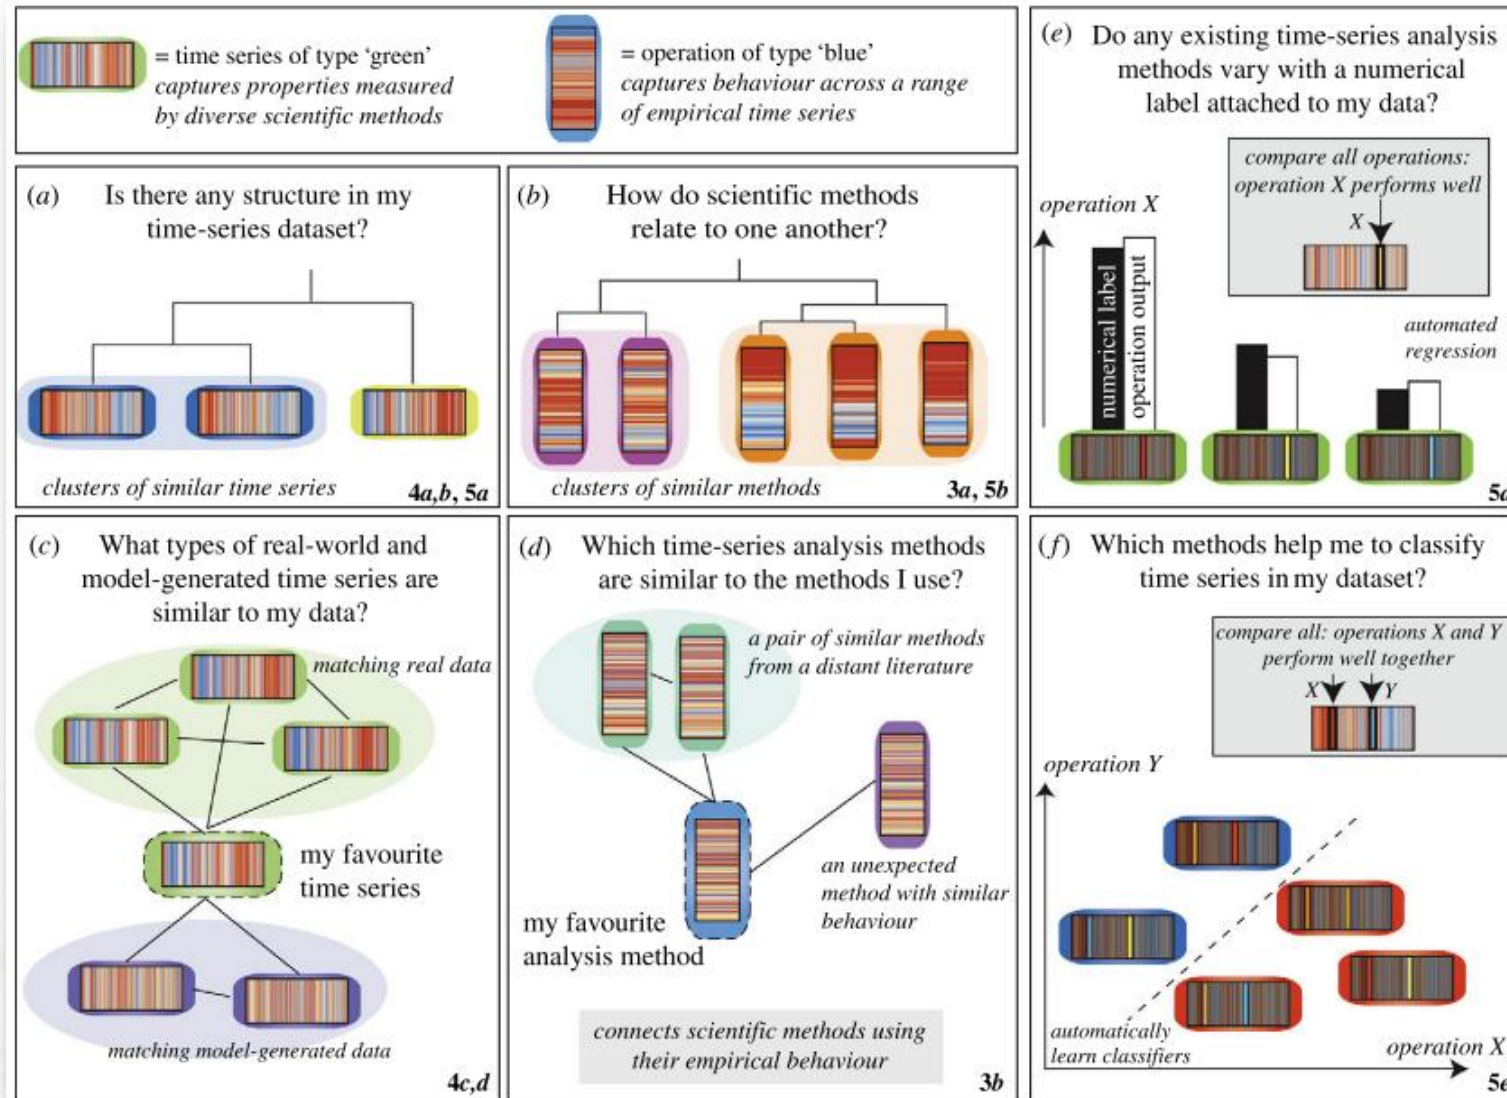 = time series of type ‘green’
captures properties measured
by diverse scientific methods
= operation of type ‘blue’
captures behaviour across a range
of empirical time series
(a) Is there any structure in my
time-series dataset?
clusters of similar time series
4a,b, 5a
(b) How do scientific methods
relate to one another?
clusters of similar methods
3a, 5b
(c) What types of real-world and
model-generated time series are
similar to my data?
matching real data
my favourite
time series
matching model-generated data
4c,d
(d) Which time-series analysis methods
are similar to the methods I use?
a pair of similar methods
from a distant literature
an unexpected
method with similar
behaviour
my favourite
analysis method
connects scientific methods using
their empirical behaviour
3b
(e) Do any existing time-series analysis
methods vary with a numerical
label attached to my data?
compare all operations:
operation X performs well
X
operation X
numerical label
operation output
automated
regression
(f) Which methods help me to classify
time series in my dataset?
compare all: operations X and Y
perform well together
X Y
operation Y
automatically
learn classifiers
operation X